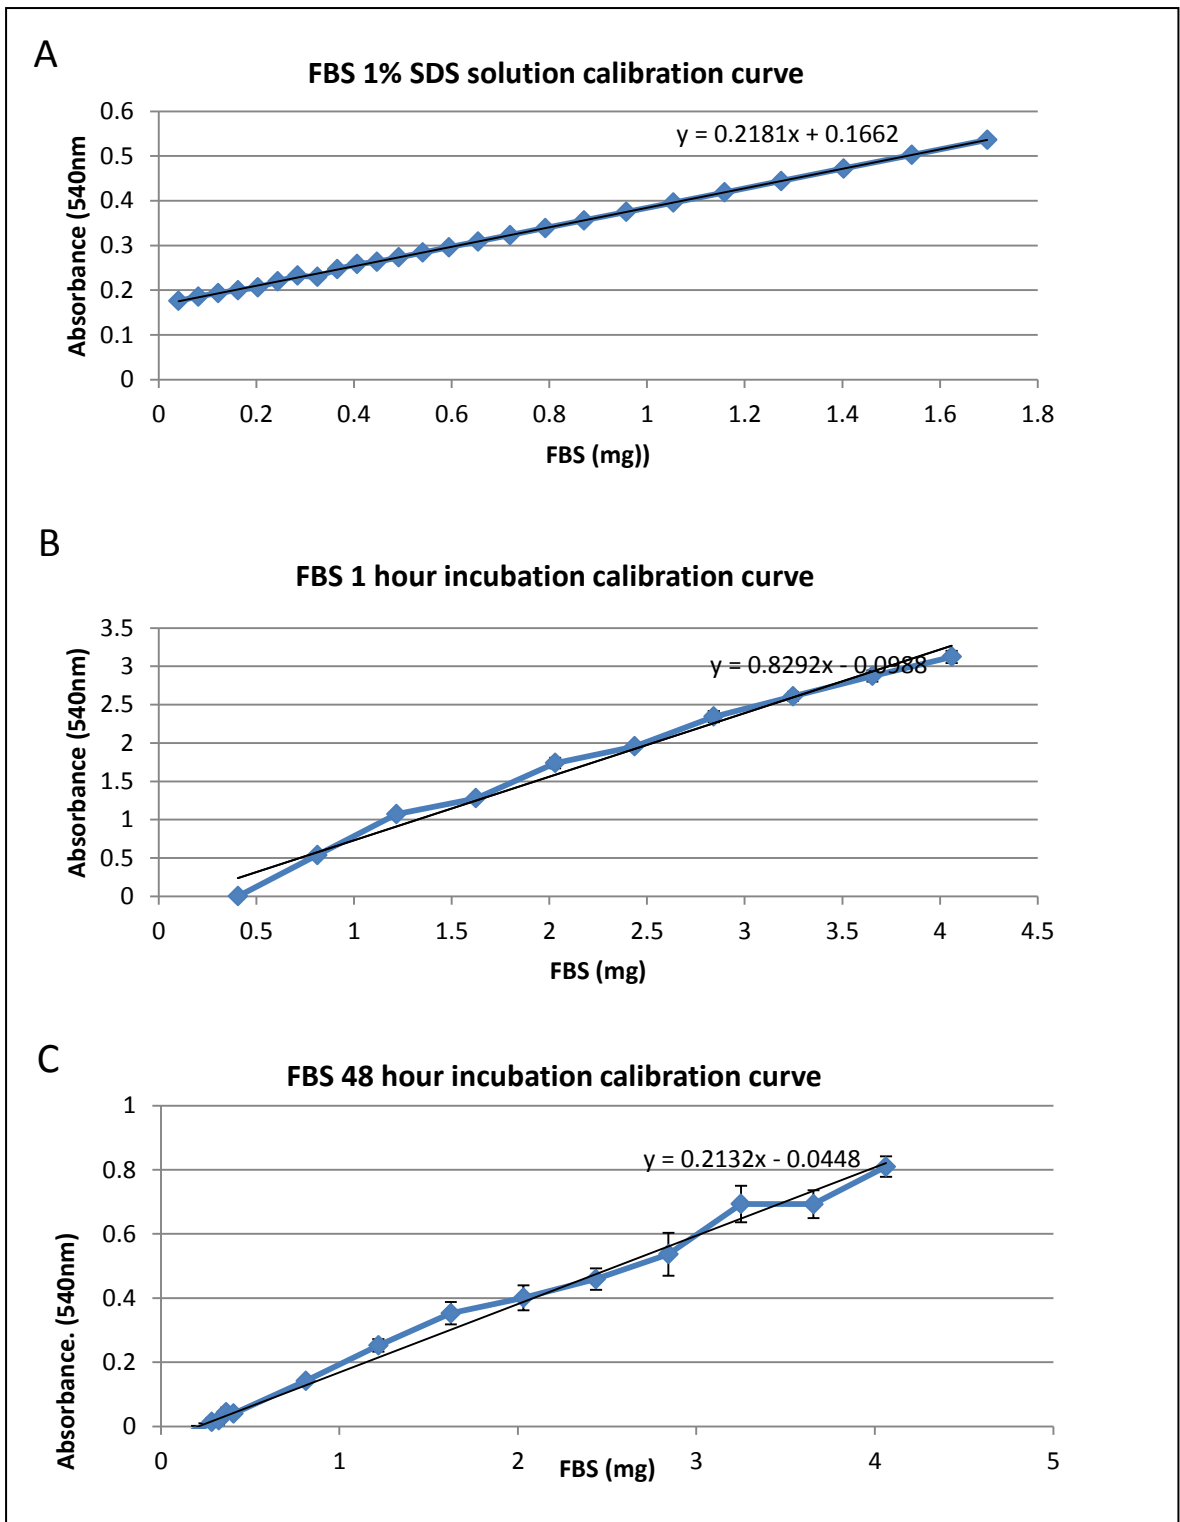 A
FBS 1% SDS solution calibration curve
y = 0.2181x + 0.1662
Absorbance (540nm
0.6
0.5
0.4
0.3
0.2
0.1
0
0 0.2 0.4 0.6 0.8 1 1.2 1.4 1.6 1.8
FBS (mg))
B
FBS 1 hour incubation calibration curve
y = 0.8292x - 0.0988
Absorbance (540nm)
3.5
3
2.5
2
1.5
1
0.5
0
0 0.5 1 1.5 2 2.5 3 3.5 4 4.5
FBS (mg)
C
FBS 48 hour incubation calibration curve
y = 0.2132x - 0.0448
Absorbance. (540nm)
1
0.8
0.6
0.4
0.2
0
0 1 2 3 4 5
FBS (mg)